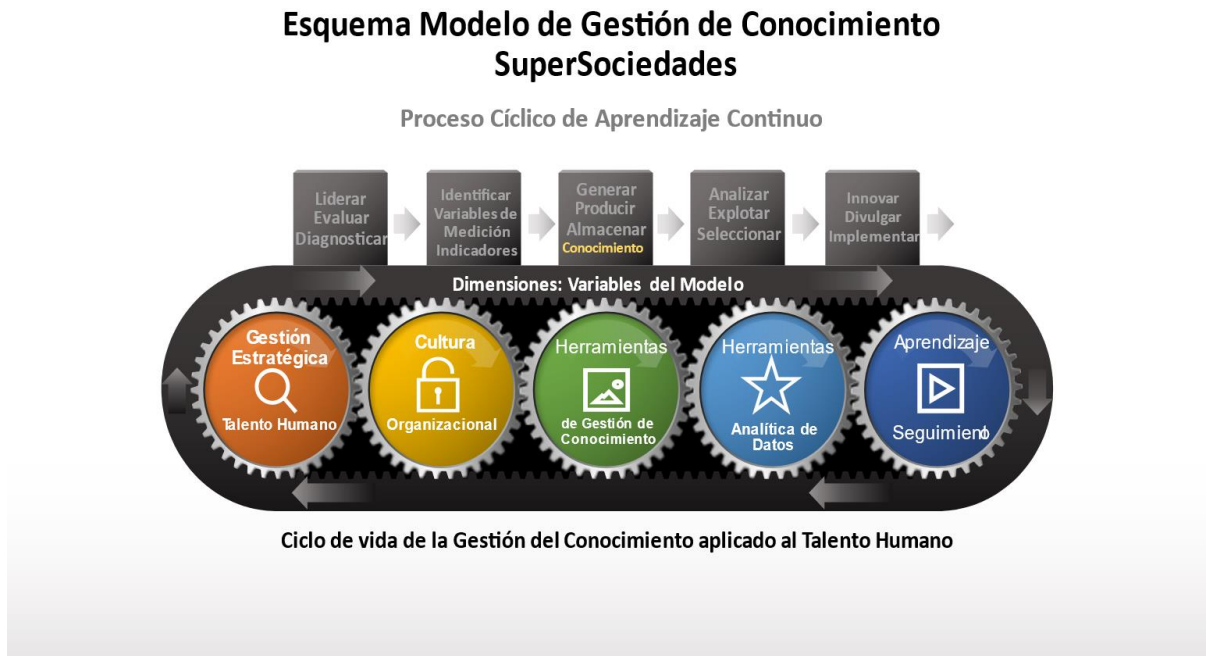 Esquema Modelo de Gestión de Conocimiento
SuperSociedades
Proceso Cíclico de Aprendizaje Continuo
Liderar
Evaluar
Diagnosticar
Identificar
Variables de
Medición
Indicadores
Generar
Producir
Almacenar
Conocimiento
Analizar
Explotar
Seleccionar
Innovar
Divulgar
Implementar
Dimensiones: Variables del Modelo
Gestión
Estratégica
Talento Humano
Cultura
Organizacional
Herramientas
de Gestión de
Conocimiento
Herramientas
Analítica de
Datos
Aprendizaje
Seguimiento
Ciclo de vida de la Gestión del Conocimiento aplicado al Talento Humano